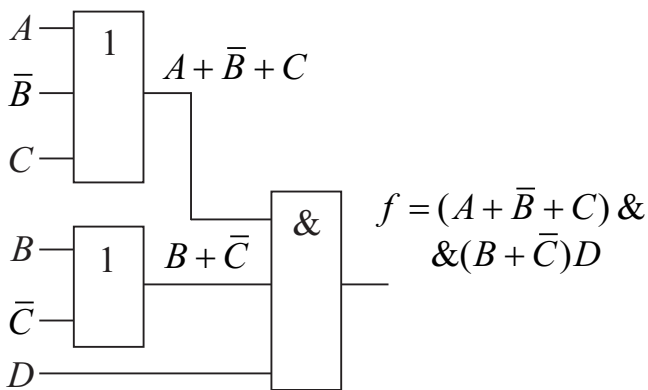 A
1
A + B̅ + C
B̅
C
&
f = (A + B̅ + C) &
&(B + C̅)D
B
1
B + C̅
C̅
D